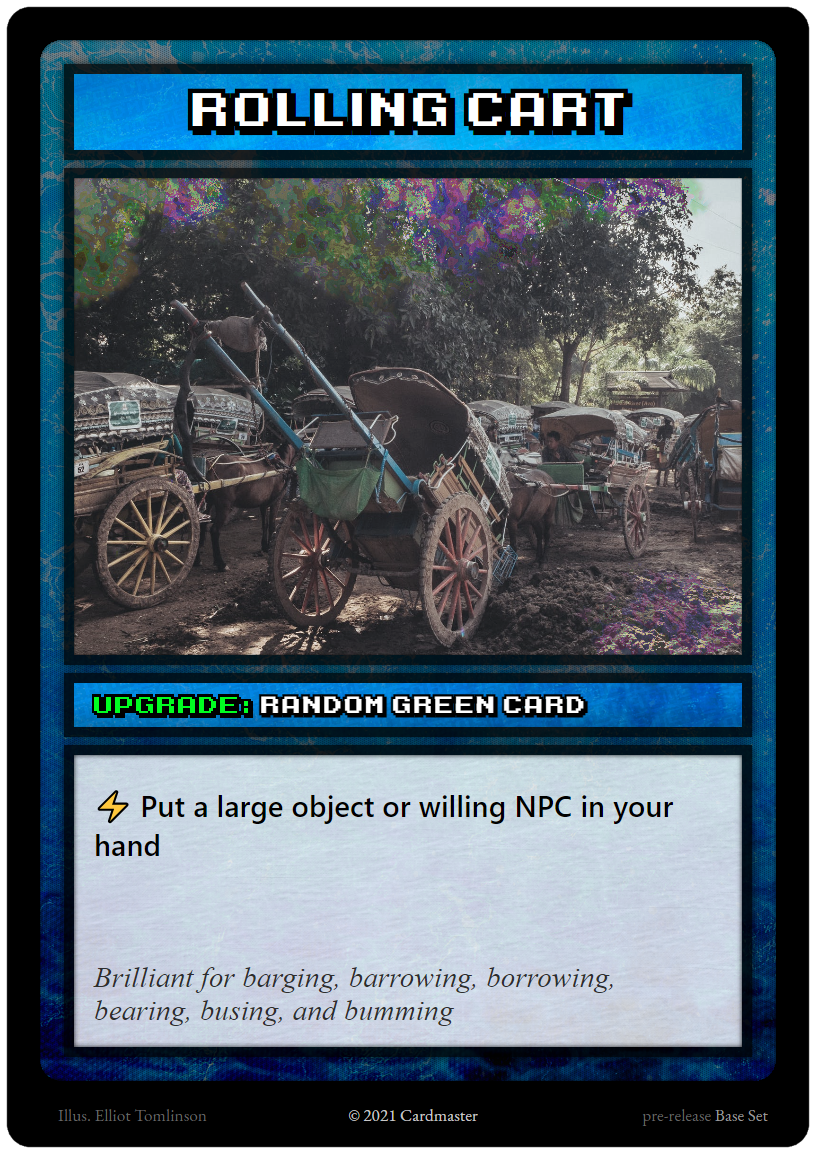 ROLLING CART
UPGRADE: RANDOM GREEN CARD
⚡ Put a large object or willing NPC in your
hand
Brilliant for barging, barrowing, borrowing,
bearing, busing, and bumming
Illus. Elliot Tomlinson © 2021 Cardmaster pre-release Base Set